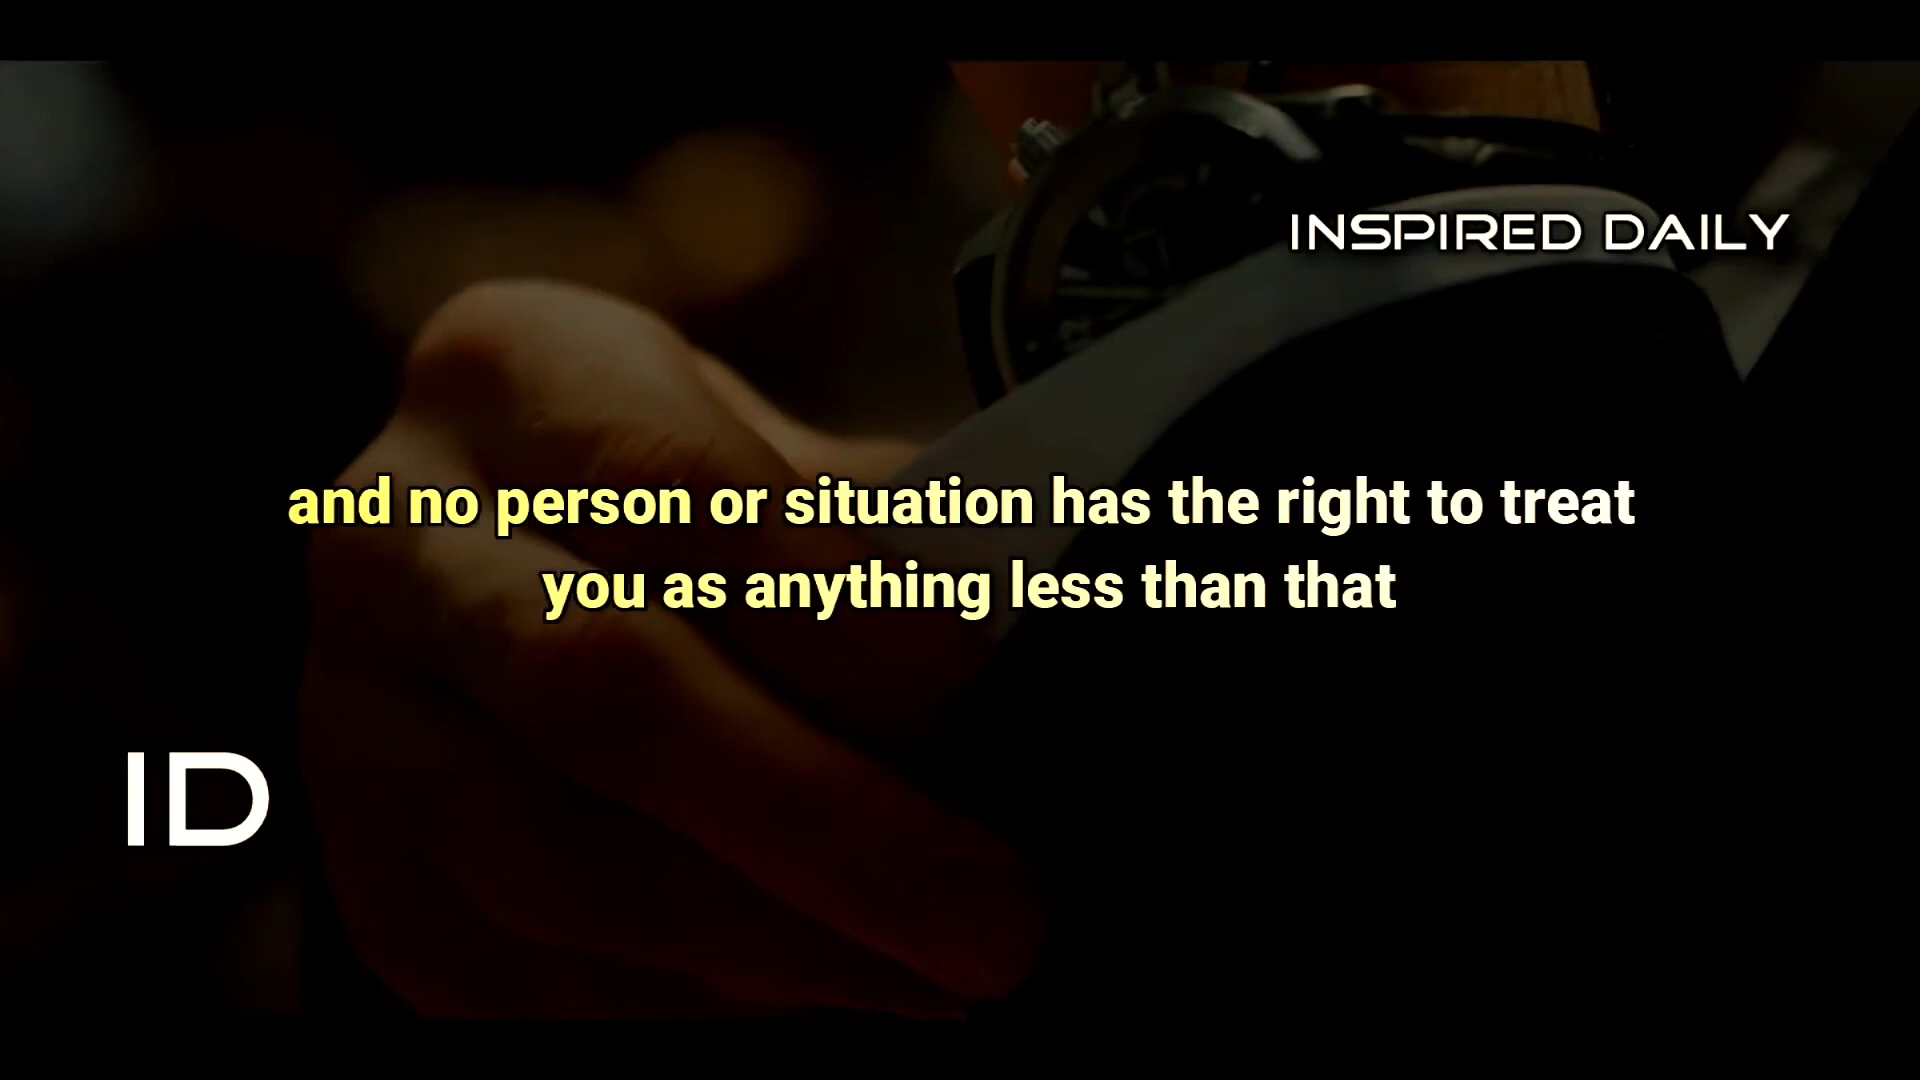 INSPIRED DAILY
and no person or situation has the right to treat
you as anything less than that
ID